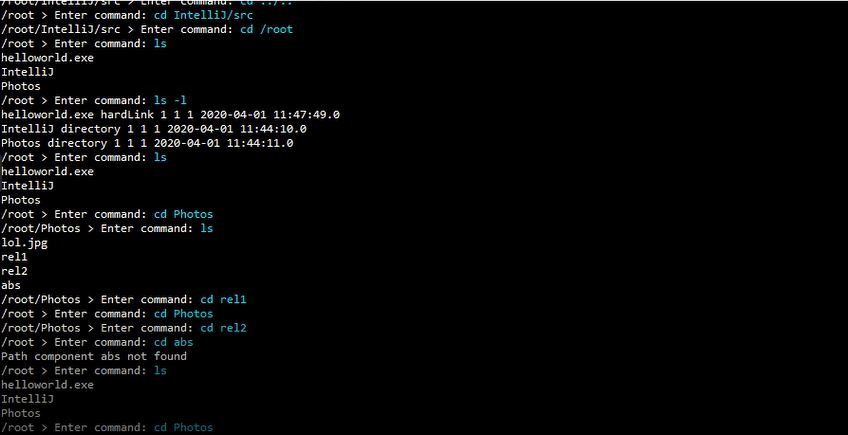 /root/IntelliJ/src > Enter command: cd ../..
/root > Enter command: cd IntelliJ/src
/root/IntelliJ/src > Enter command: cd /root
/root > Enter command: ls
helloworld.exe
IntelliJ
Photos
/root > Enter command: ls -l
helloworld.exe hardLink 1 1 1 2020-04-01 11:47:49.0
IntelliJ directory 1 1 1 2020-04-01 11:44:10.0
Photos directory 1 1 1 2020-04-01 11:44:11.0
/root > Enter command: ls
helloworld.exe
IntelliJ
Photos
/root > Enter command: cd Photos
/root/Photos > Enter command: ls
lol.jpg
rel1
rel2
abs
/root/Photos > Enter command: cd rel1
/root > Enter command: cd Photos
/root/Photos > Enter command: cd rel2
/root > Enter command: cd abs
Path component abs not found
/root > Enter command: ls
helloworld.exe
IntelliJ
Photos
/root > Enter command: cd Photos